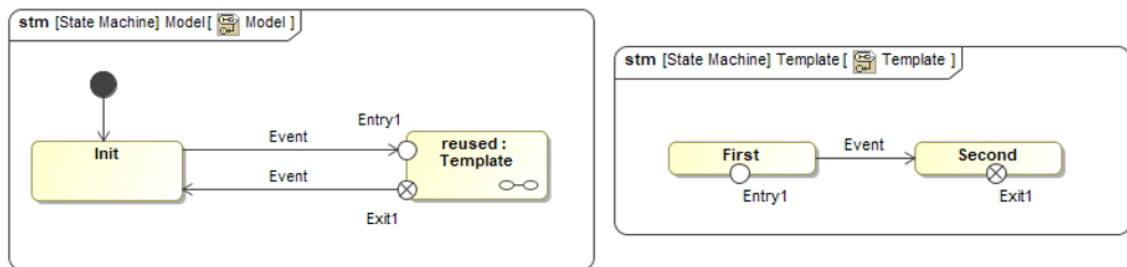 stm [State Machine] Model[ Model ]
Init
Event
Event
Entry1
reused :
Template
Exit1
stm [State Machine] Template [ Template ]
First
Event
Second
Entry1
Exit1